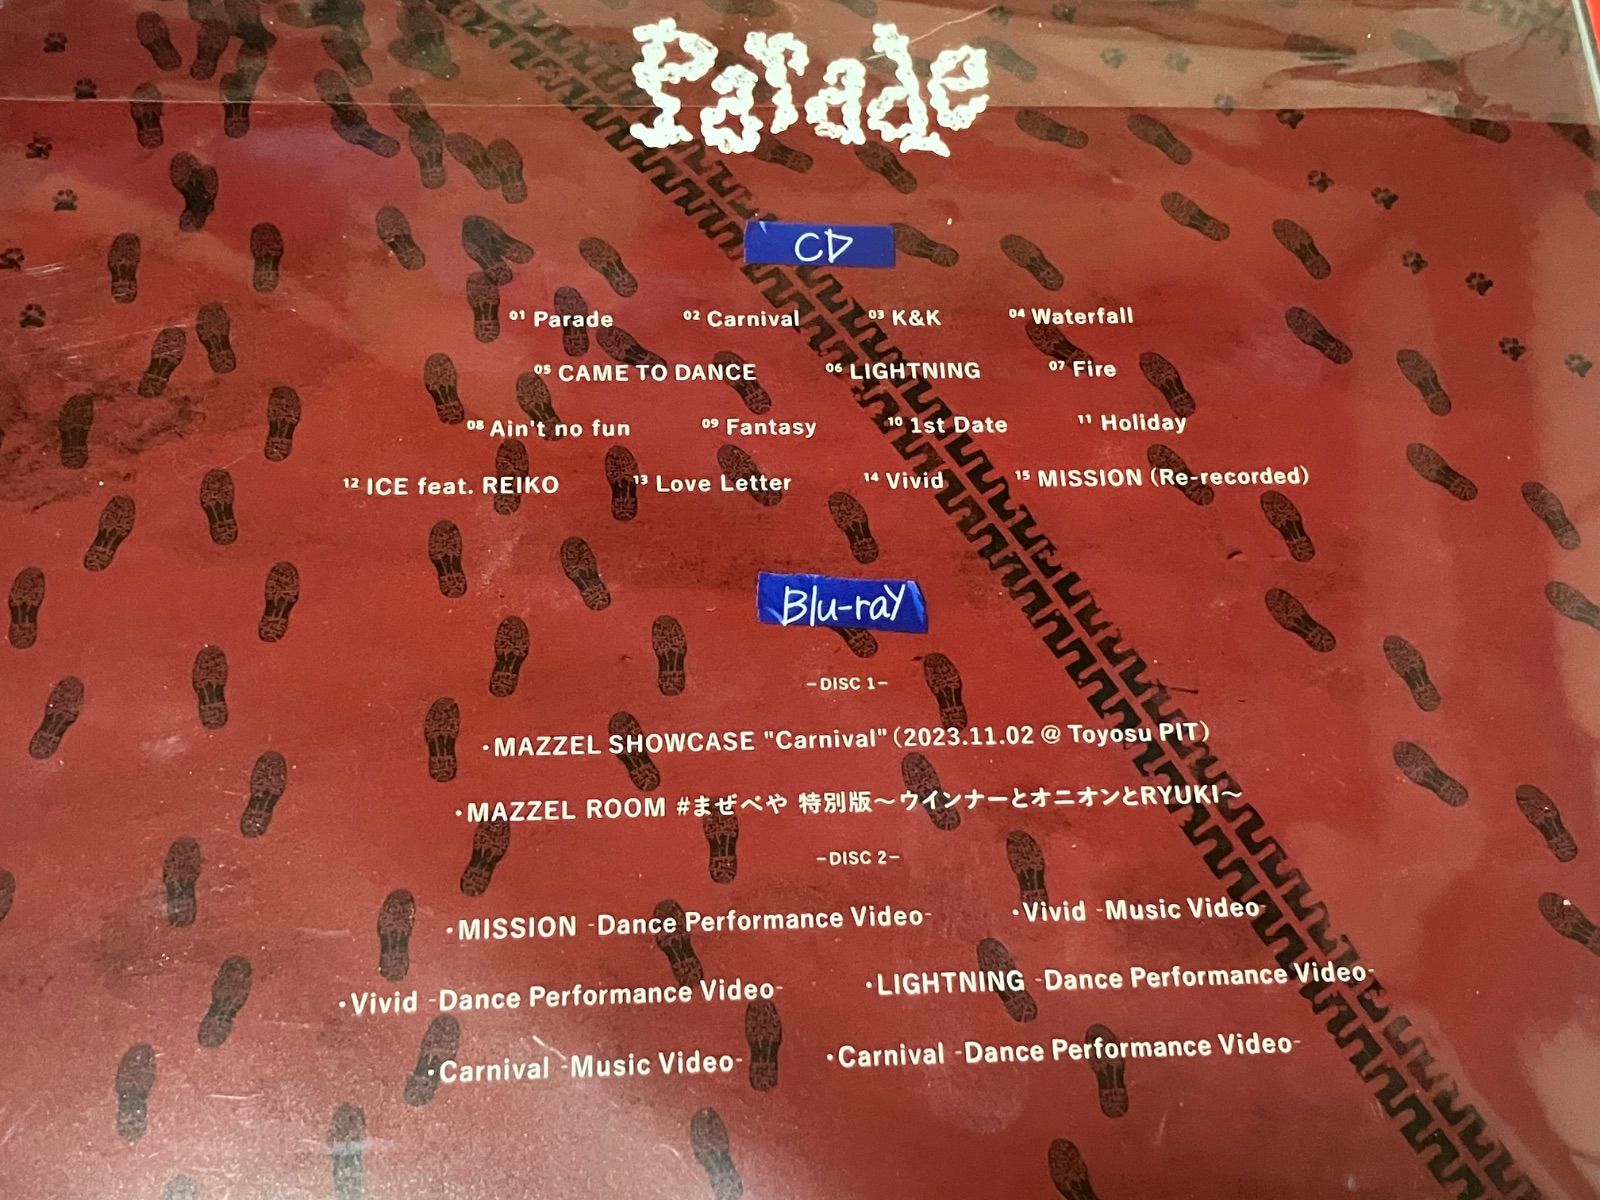 Parade
CD
01 Parade 02 Carnival 03 K&K 04 Waterfall
05 CAME TO DANCE 06 LIGHTNING 07 Fire
08 Ain't no fun 09 Fantasy 10 1st Date 11 Holiday
12 ICE feat. REIKO 13 Love Letter 14 Vivid 15 MISSION (Re-recorded)
Blu-ray
-DISC 1-
・MAZZEL SHOWCASE "Carnival" (2023.11.02 @ Toyosu PIT)
・MAZZEL ROOM #まぜべや 特別版〜ウインナーとオニオンとRYUKI〜
-DISC 2-
・MISSION -Dance Performance Video- ・Vivid -Music Video-
・Vivid -Dance Performance Video- ・LIGHTNING -Dance Performance Video-
・Carnival -Music Video- ・Carnival -Dance Performance Video-